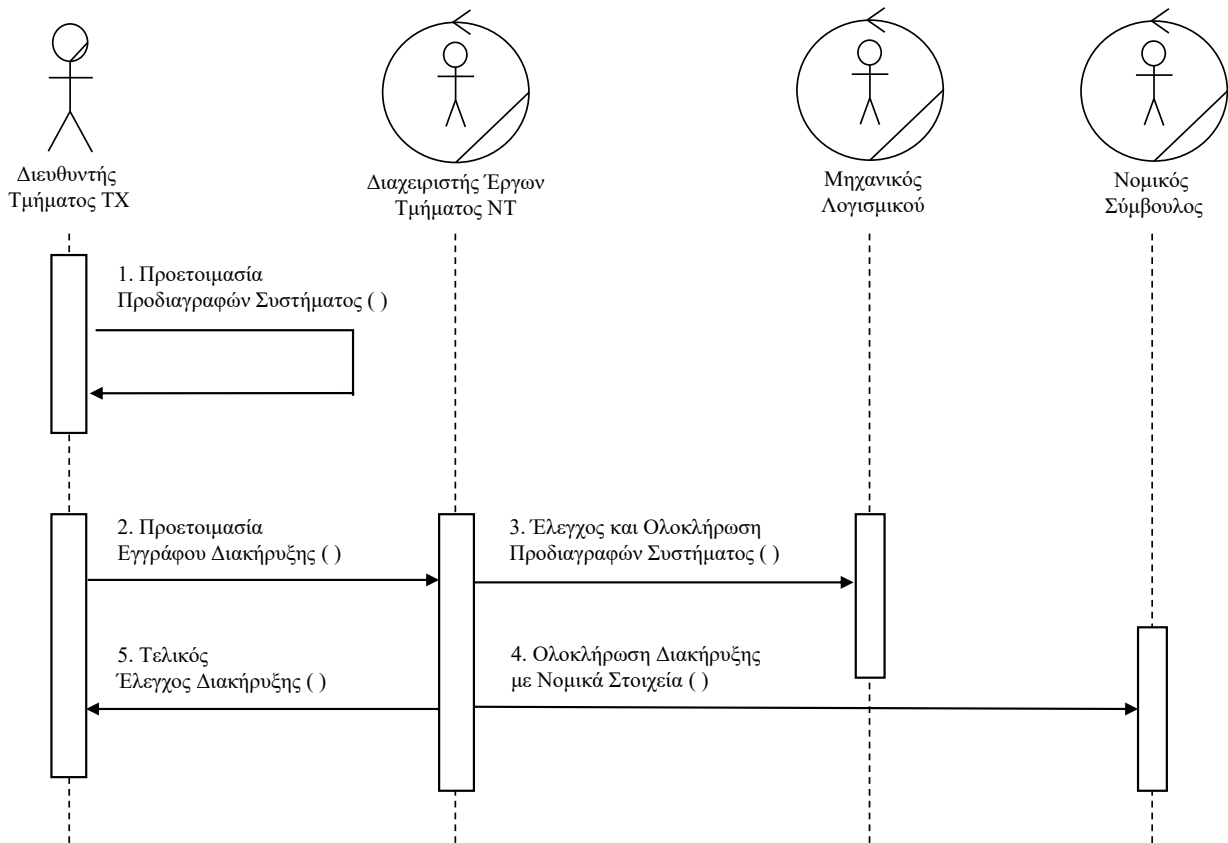 Διευθυντής
Τμήματος ΤΧ
Διαχειριστής Έργων
Τμήματος ΝΤ
Μηχανικός
Λογισμικού
Νομικός
Σύμβουλος
1. Προετοιμασία
Προδιαγραφών Συστήματος ( )
2. Προετοιμασία
Εγγράφου Διακήρυξης ( )
3. Έλεγχος και Ολοκλήρωση
Προδιαγραφών Συστήματος ( )
5. Τελικός
Έλεγχος Διακήρυξης ( )
4. Ολοκλήρωση Διακήρυξης
με Νομικά Στοιχεία ( )